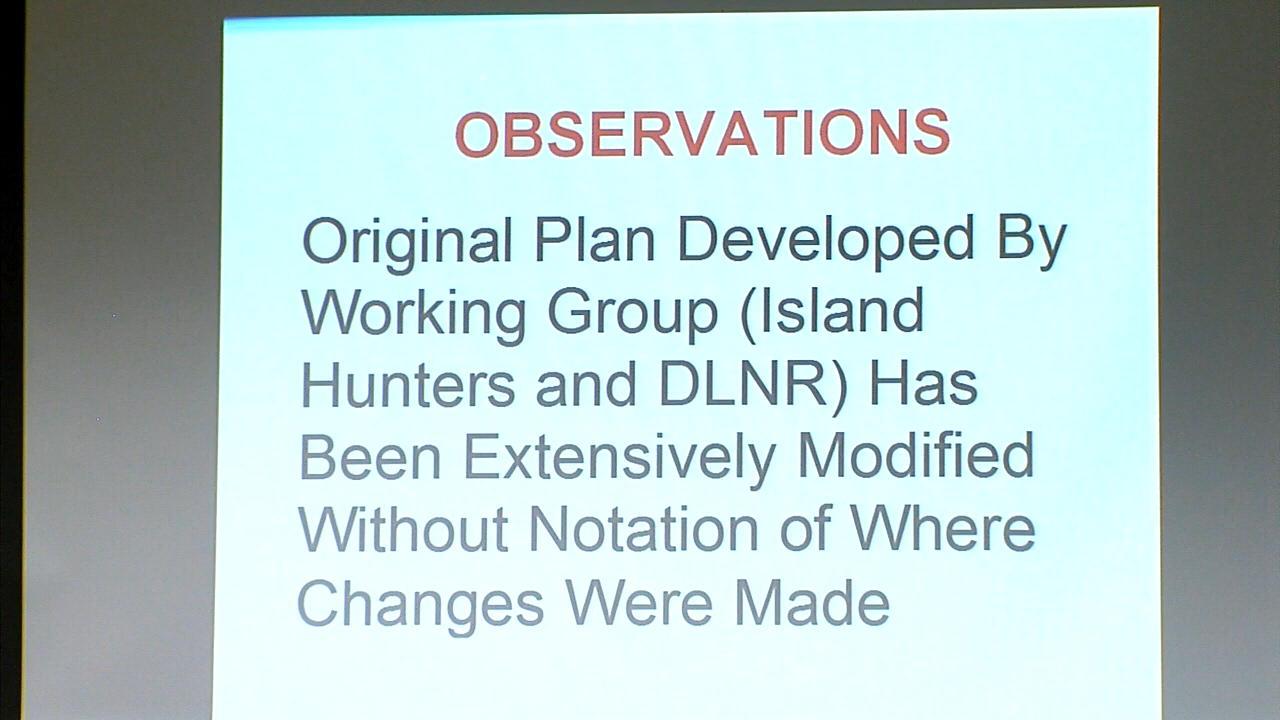 OBSERVATIONS
Original Plan Developed By
Working Group (Island
Hunters and DLNR) Has
Been Extensively Modified
Without Notation of Where
Changes Were Made